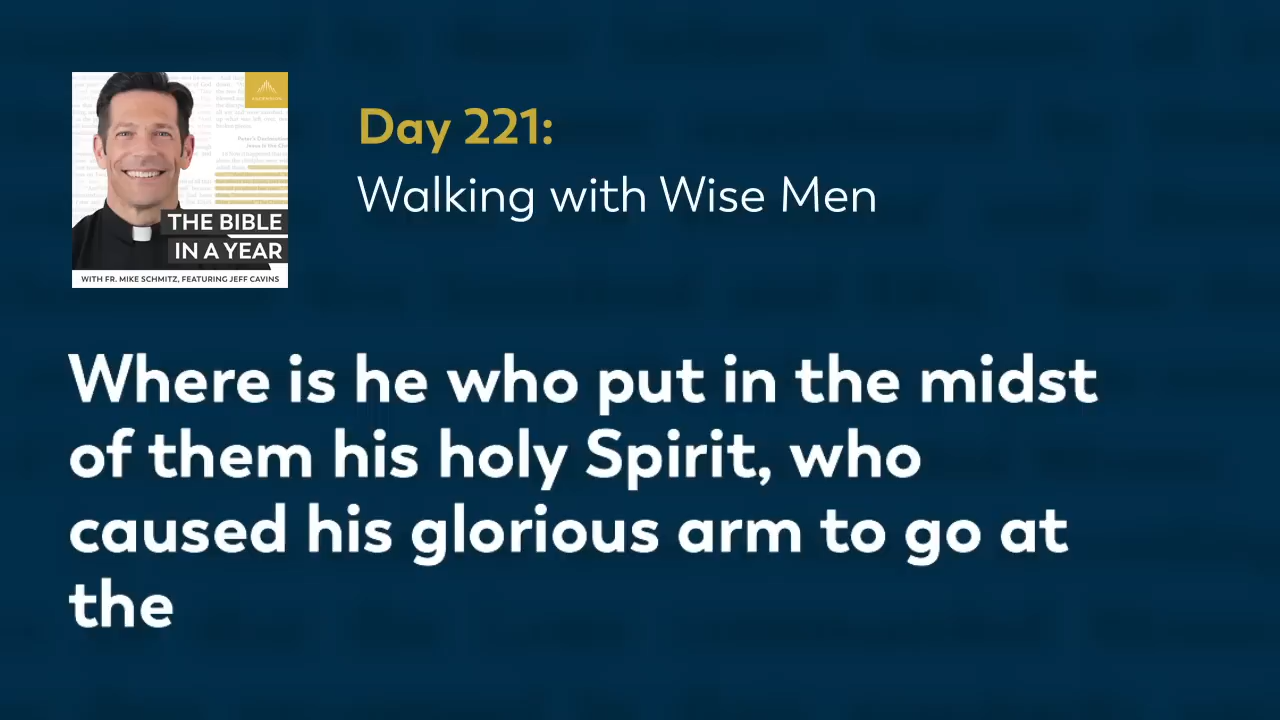 Day 221:
Walking with Wise Men
THE BIBLE
IN A YEAR
WITH FR. MIKE SCHMITZ, FEATURING JEFF CAVINS
Where is he who put in the midst
of them his holy Spirit, who
caused his glorious arm to go at
the